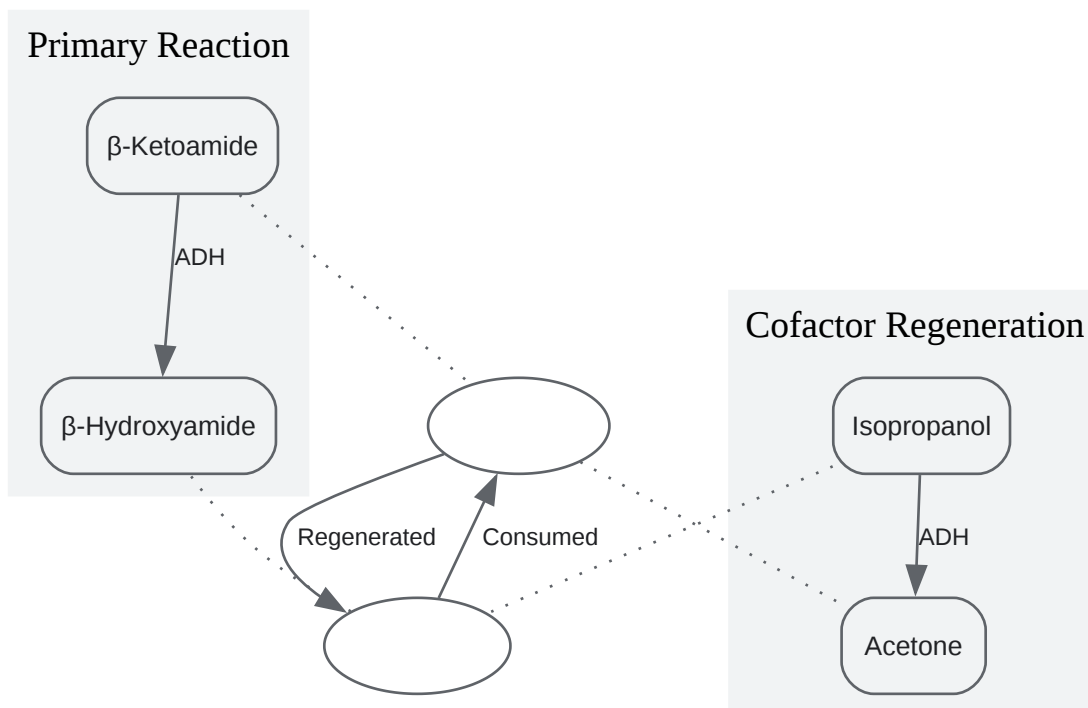 Primary Reaction
β-Ketoamide
ADH
β-Hydroxyamide
Cofactor Regeneration
Isopropanol
Regenerated
Consumed
ADH
Acetone